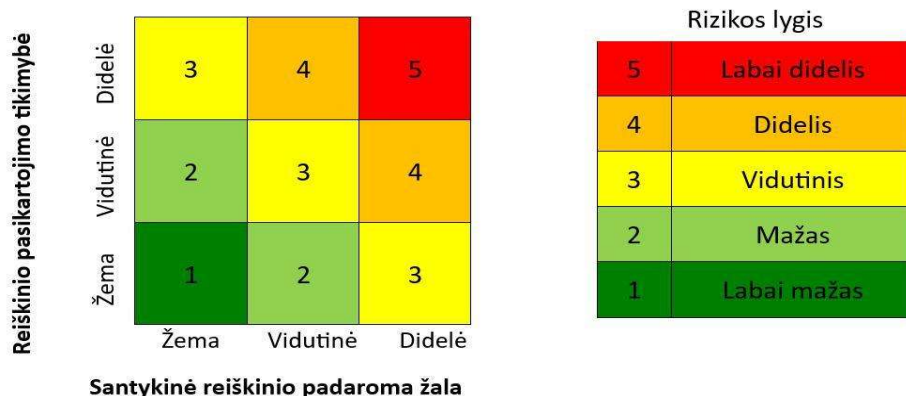 Reiškinio pasikartojimo tikimybė
Didelė
3
4
5
Vidutinė
2
3
4
Žema
1
2
3
Žema
Vidutinė
Didelė
Santykinė reiškinio padaroma žala
Rizikos lygis
5 Labai didelis
4 Didelis
3 Vidutinis
2 Mažas
1 Labai mažas